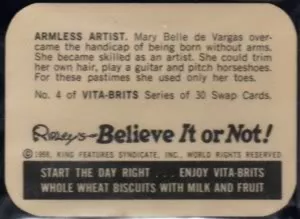 ARMLESS ARTIST. Mary Belle de Vargas over-
came the handicap of being born without arms.
She became skilled as an artist. She could trim
her own hair, play a guitar and pitch horseshoes.
For these pastimes she used only her toes.
No. 4 of VITA-BRITS Series of 30 Swap Cards.
Ripley's—Believe It or Not!
© 1958, KING FEATURES SYNDICATE, INC., WORLD RIGHTS RESERVED
START THE DAY RIGHT . . . ENJOY VITA-BRITS
WHOLE WHEAT BISCUITS WITH MILK AND FRUIT